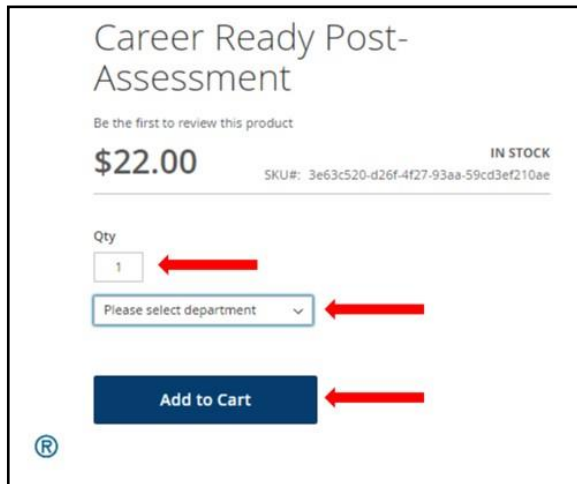 Career Ready Post-
Assessment
Be the first to review this product
$22.00
IN STOCK
SKU#: 3e63c520-d26f-4f27-93aa-59cd3ef210ae
Qty
1
Please select department
Add to Cart
®